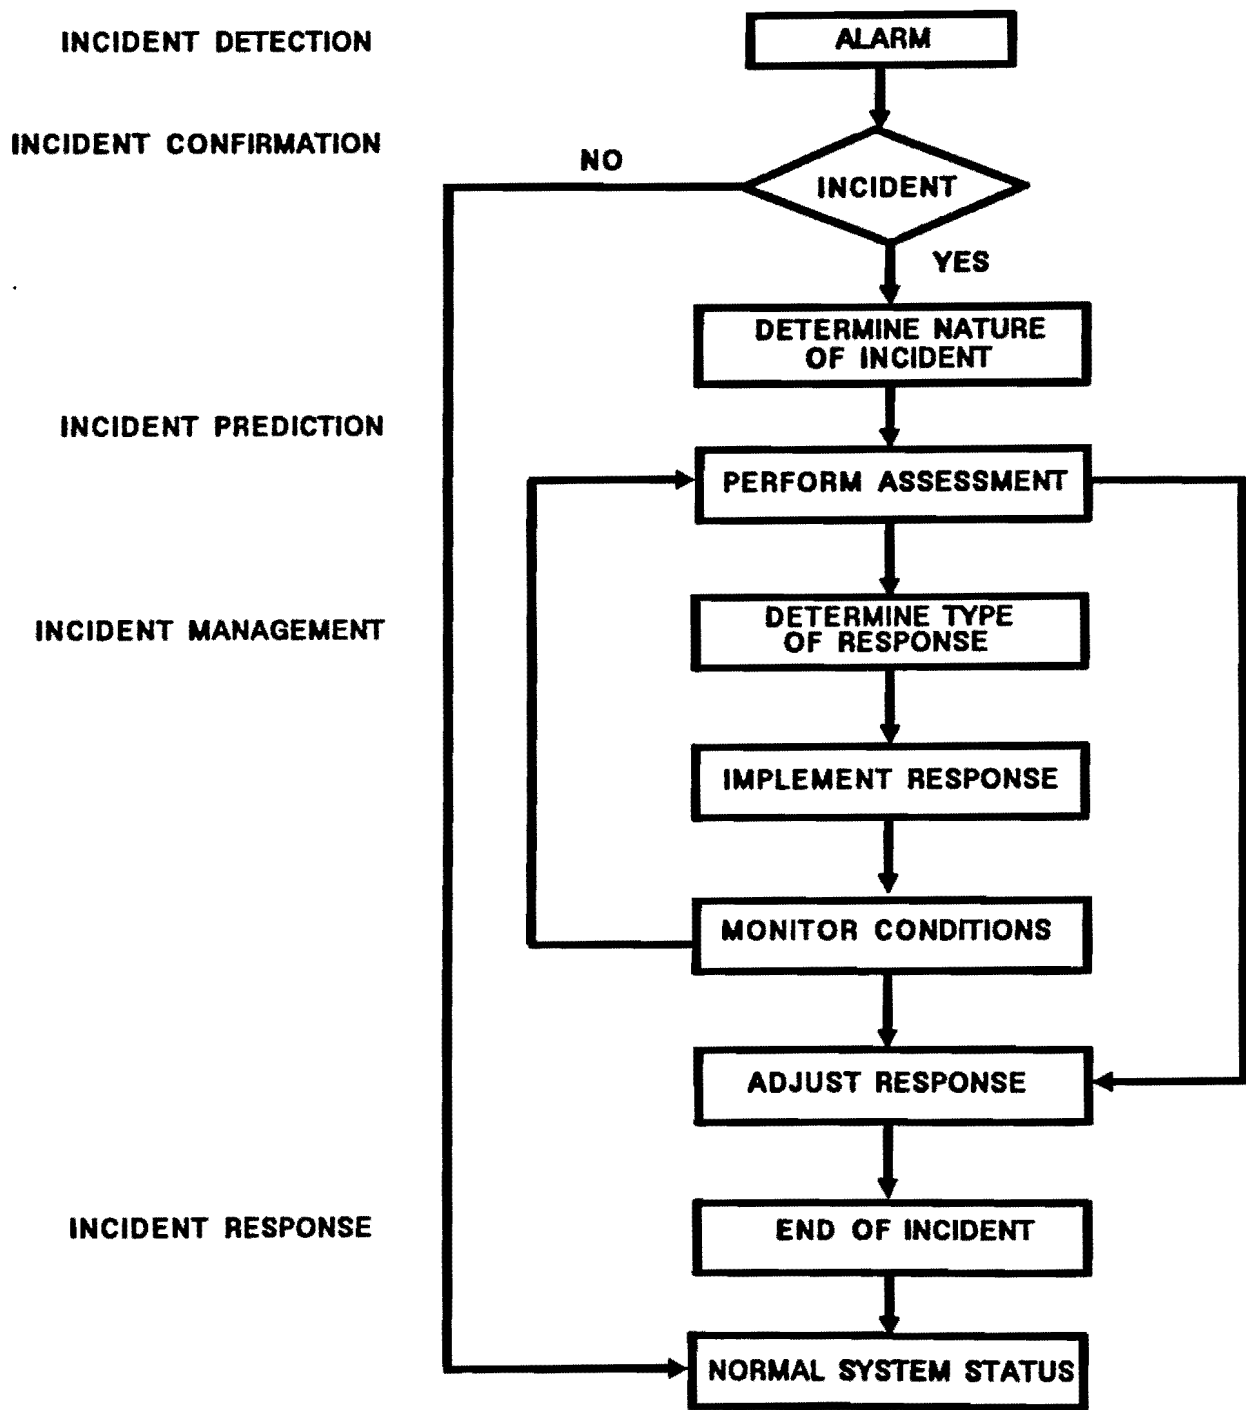 INCIDENT DETECTION
ALARM
INCIDENT CONFIRMATION
NO
INCIDENT
YES
DETERMINE NATURE
OF INCIDENT
INCIDENT PREDICTION
PERFORM ASSESSMENT
DETERMINE TYPE
OF RESPONSE
INCIDENT MANAGEMENT
IMPLEMENT RESPONSE
MONITOR CONDITIONS
ADJUST RESPONSE
INCIDENT RESPONSE
END OF INCIDENT
NORMAL SYSTEM STATUS